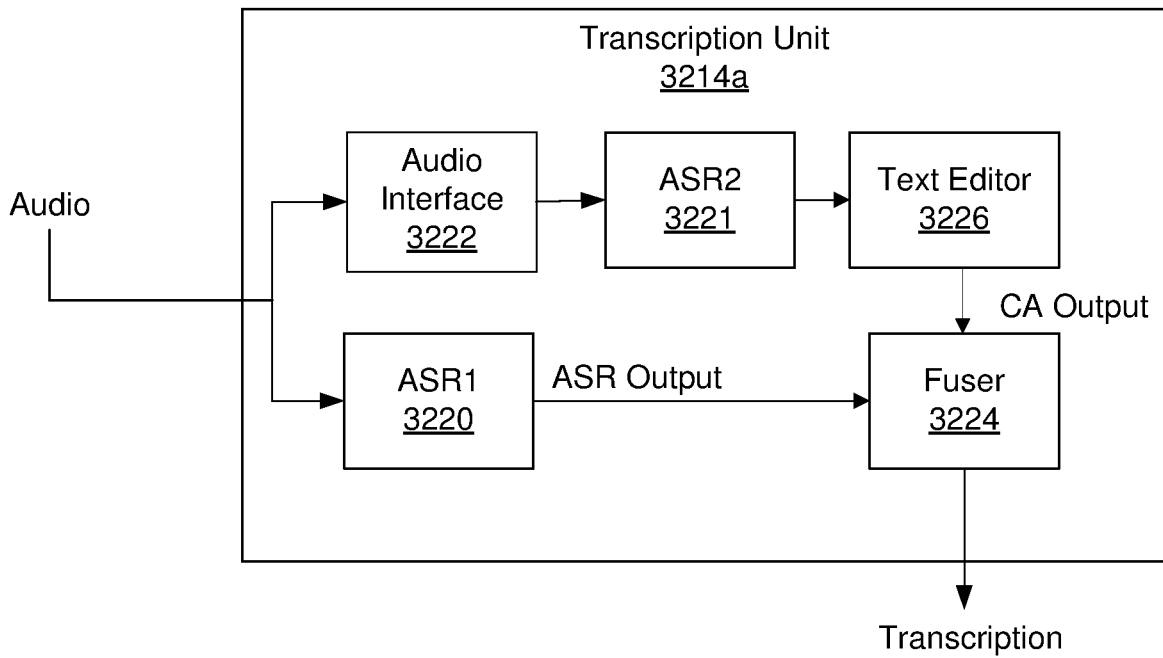 Transcription Unit
3214a
Audio
Interface
3222
ASR2
3221
Text Editor
3226
Audio
CA Output
ASR1
3220
ASR Output
Fuser
3224
Transcription